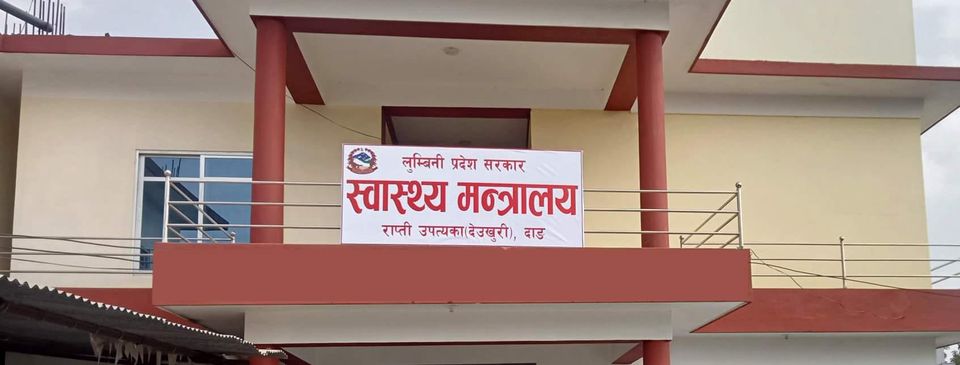 लुम्बिनी प्रदेश सरकार
स्वास्थ्य मन्त्रालय
राप्ती उपत्यका(देउखुरी), दाङ